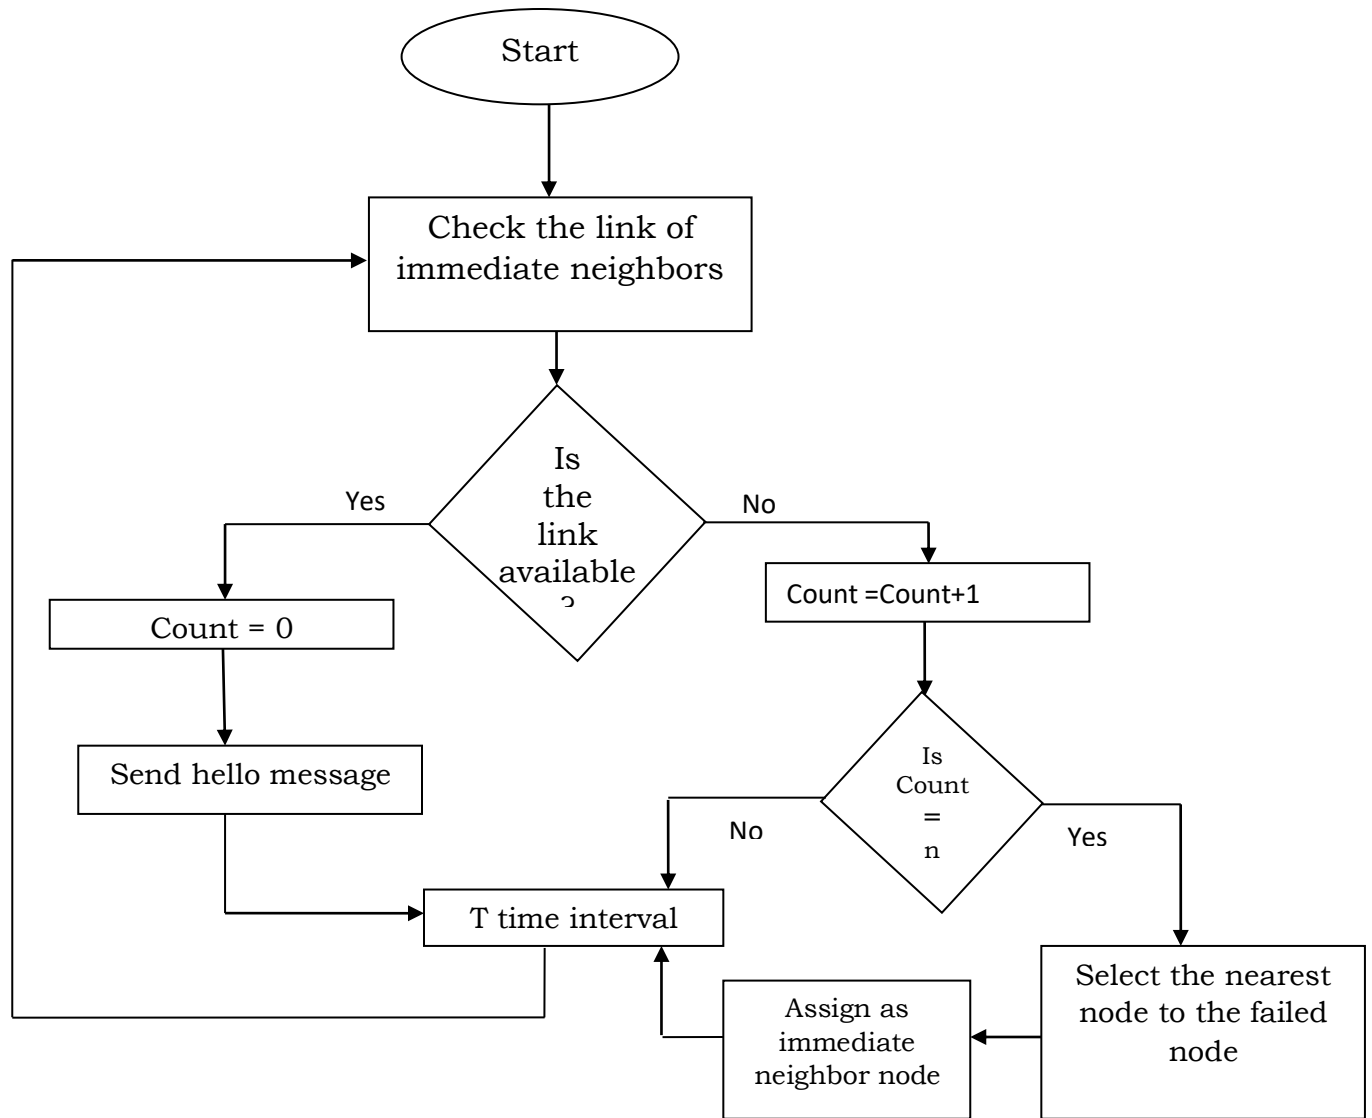 Start
Check the link of
immediate neighbors
Is
the
link
available
?
Yes
No
Count = 0
Count =Count+1
Send hello message
Is
Count
=
n
No
Yes
T time interval
Select the nearest
node to the failed
node
Assign as
immediate
neighbor node